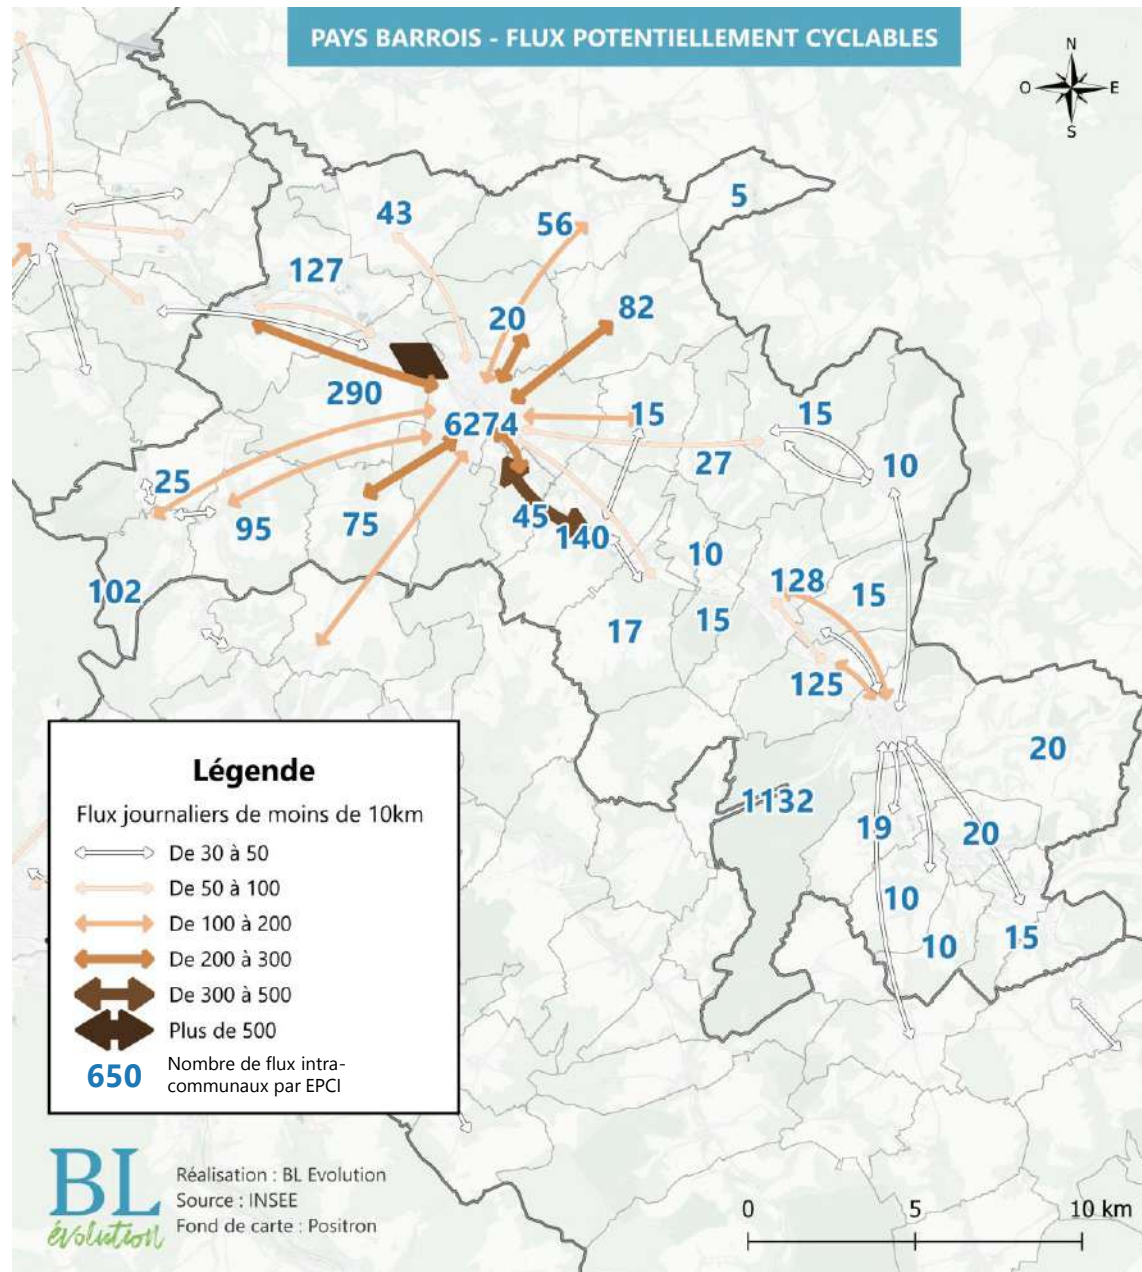 PAYS BARROIS - FLUX POTENTIELLEMENT CYCLABLES
N
O E
S
5
43
56
127
20
82
290
6274
15
15
27
10
25
95
75
45
140
10
102
128
15
17
15
125
20
1132
19
20
10
10
15
Légende
Flux journaliers de moins de 10km
De 30 à 50
De 50 à 100
De 100 à 200
De 200 à 300
De 300 à 500
Plus de 500
650 Nombre de flux intra-
communaux par EPCI
BL
évolution
Réalisation : BL Evolution
Source : INSEE
Fond de carte : Positron
0 5 10 km